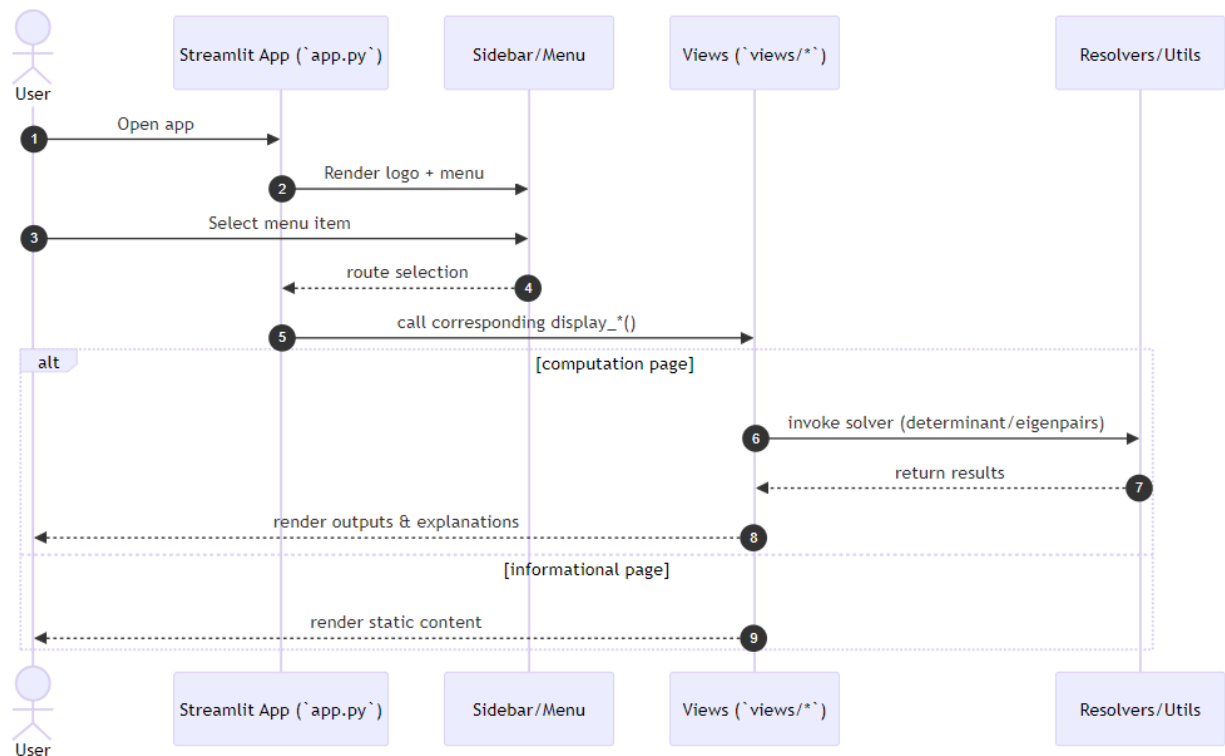 Streamlit App (`app.py`)
Sidebar/Menu
Views (`views/*`)
Resolvers/Utils
User
1
Open app
2
Render logo + menu
3
Select menu item
route selection
4
5
call corresponding display_*()
alt
[computation page]
6
invoke solver (determinant/eigenpairs)
return results
7
render outputs & explanations
8
[informational page]
render static content
9
Streamlit App (`app.py`)
Sidebar/Menu
Views (`views/*`)
Resolvers/Utils
User